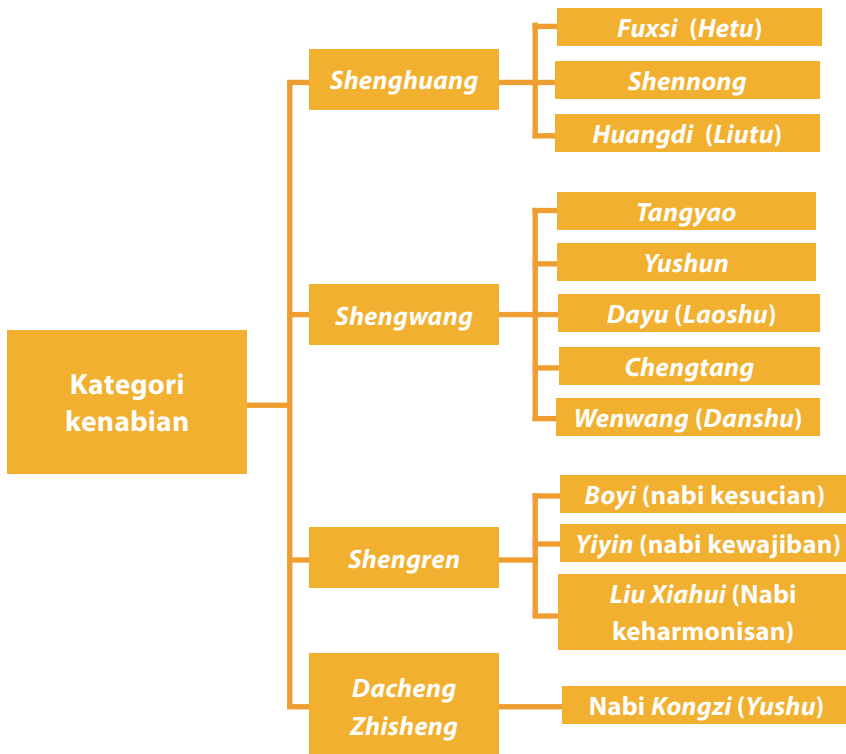 Kategori
kenabian
Shenghuang
Fuxsi (Hetu)
Shennong
Huangdi (Liutu)
Shengwang
Tangyao
Yushun
Dayu (Laoshu)
Chengtang
Wenwang (Danshu)
Shengren
Boyi (nabi kesucian)
Yiyin (nabi kewajiban)
Liu Xiahui (Nabi
keharmonisan)
Dacheng
Zhisheng
Nabi Kongzi (Yushu)